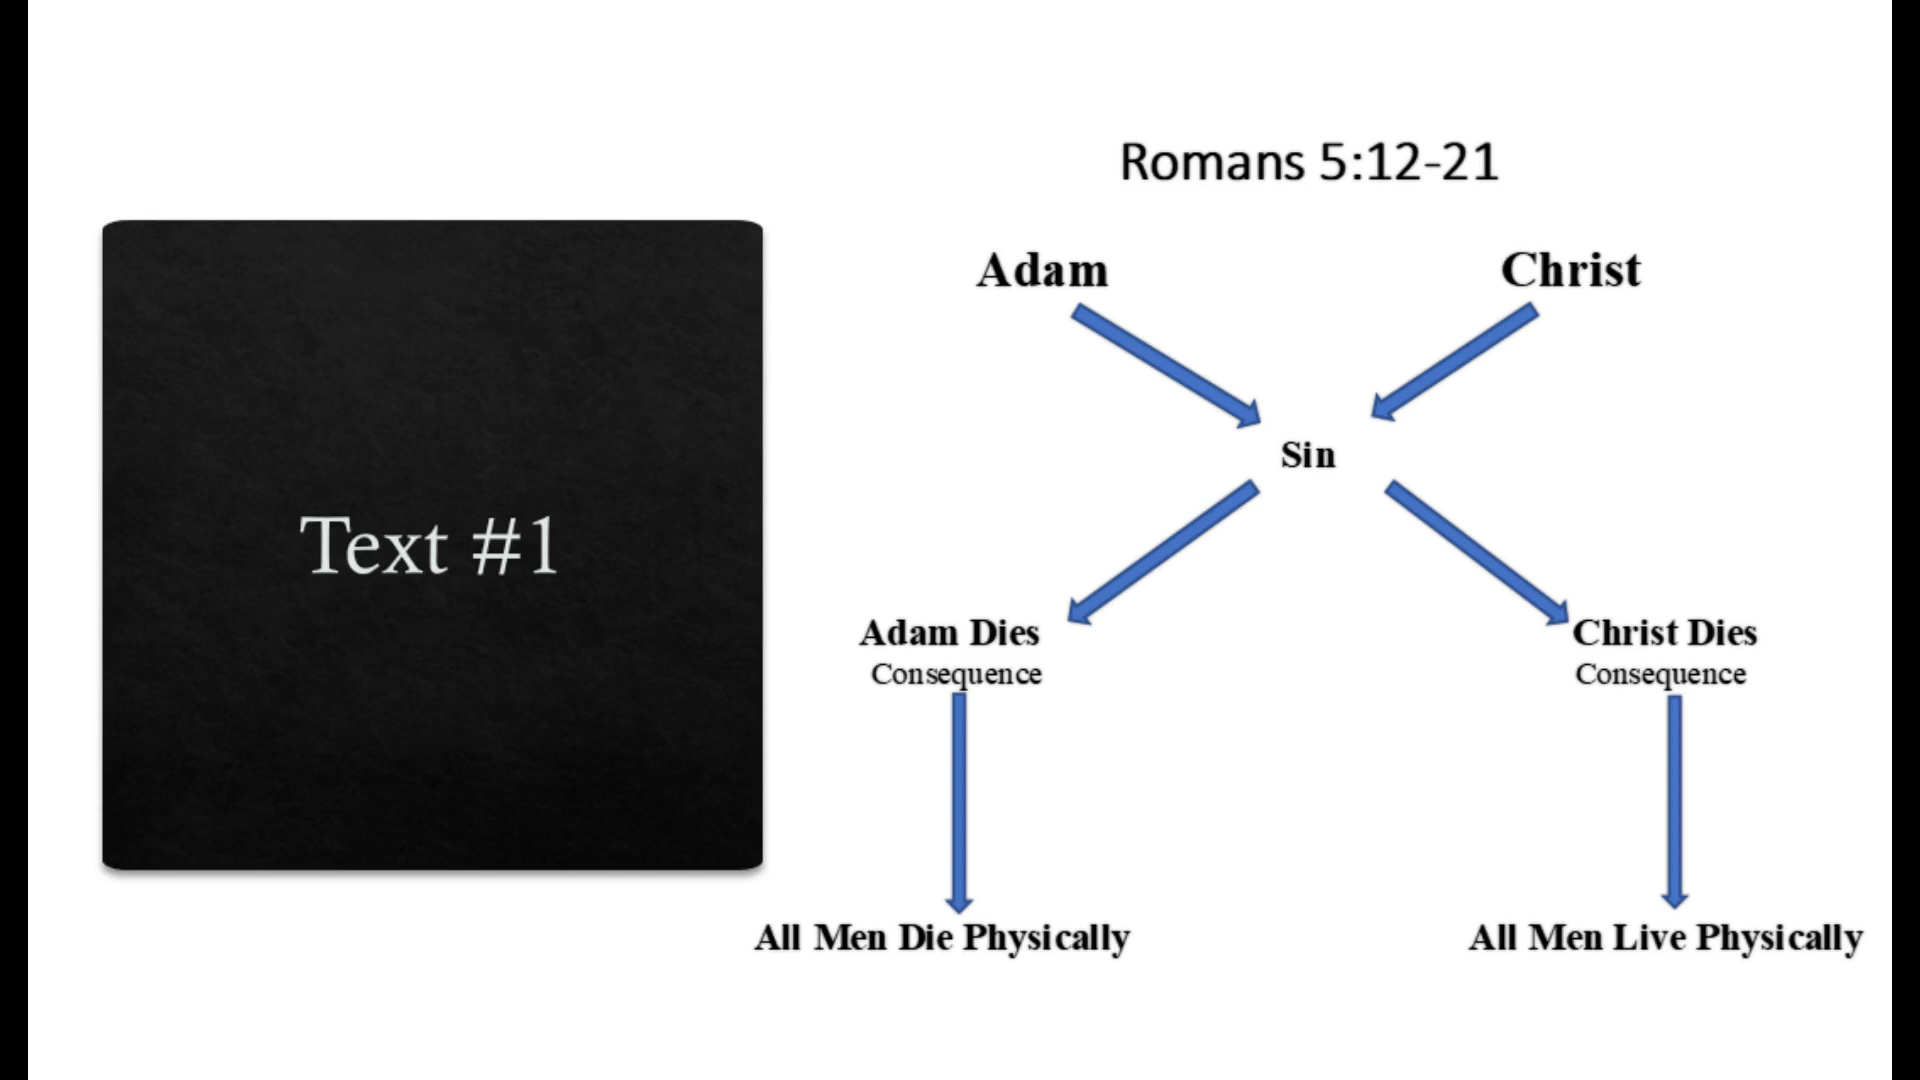 Text #1
Romans 5:12-21
Adam
Christ
Sin
Adam Dies
Consequence
Christ Dies
Consequence
All Men Die Physically
All Men Live Physically